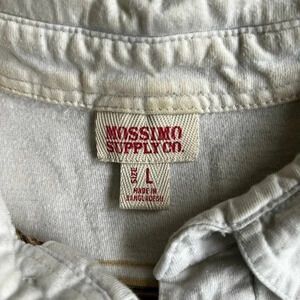 MOSSIMO
SUPPLY CO.
SIZE L
MADE IN
BANGLADESH